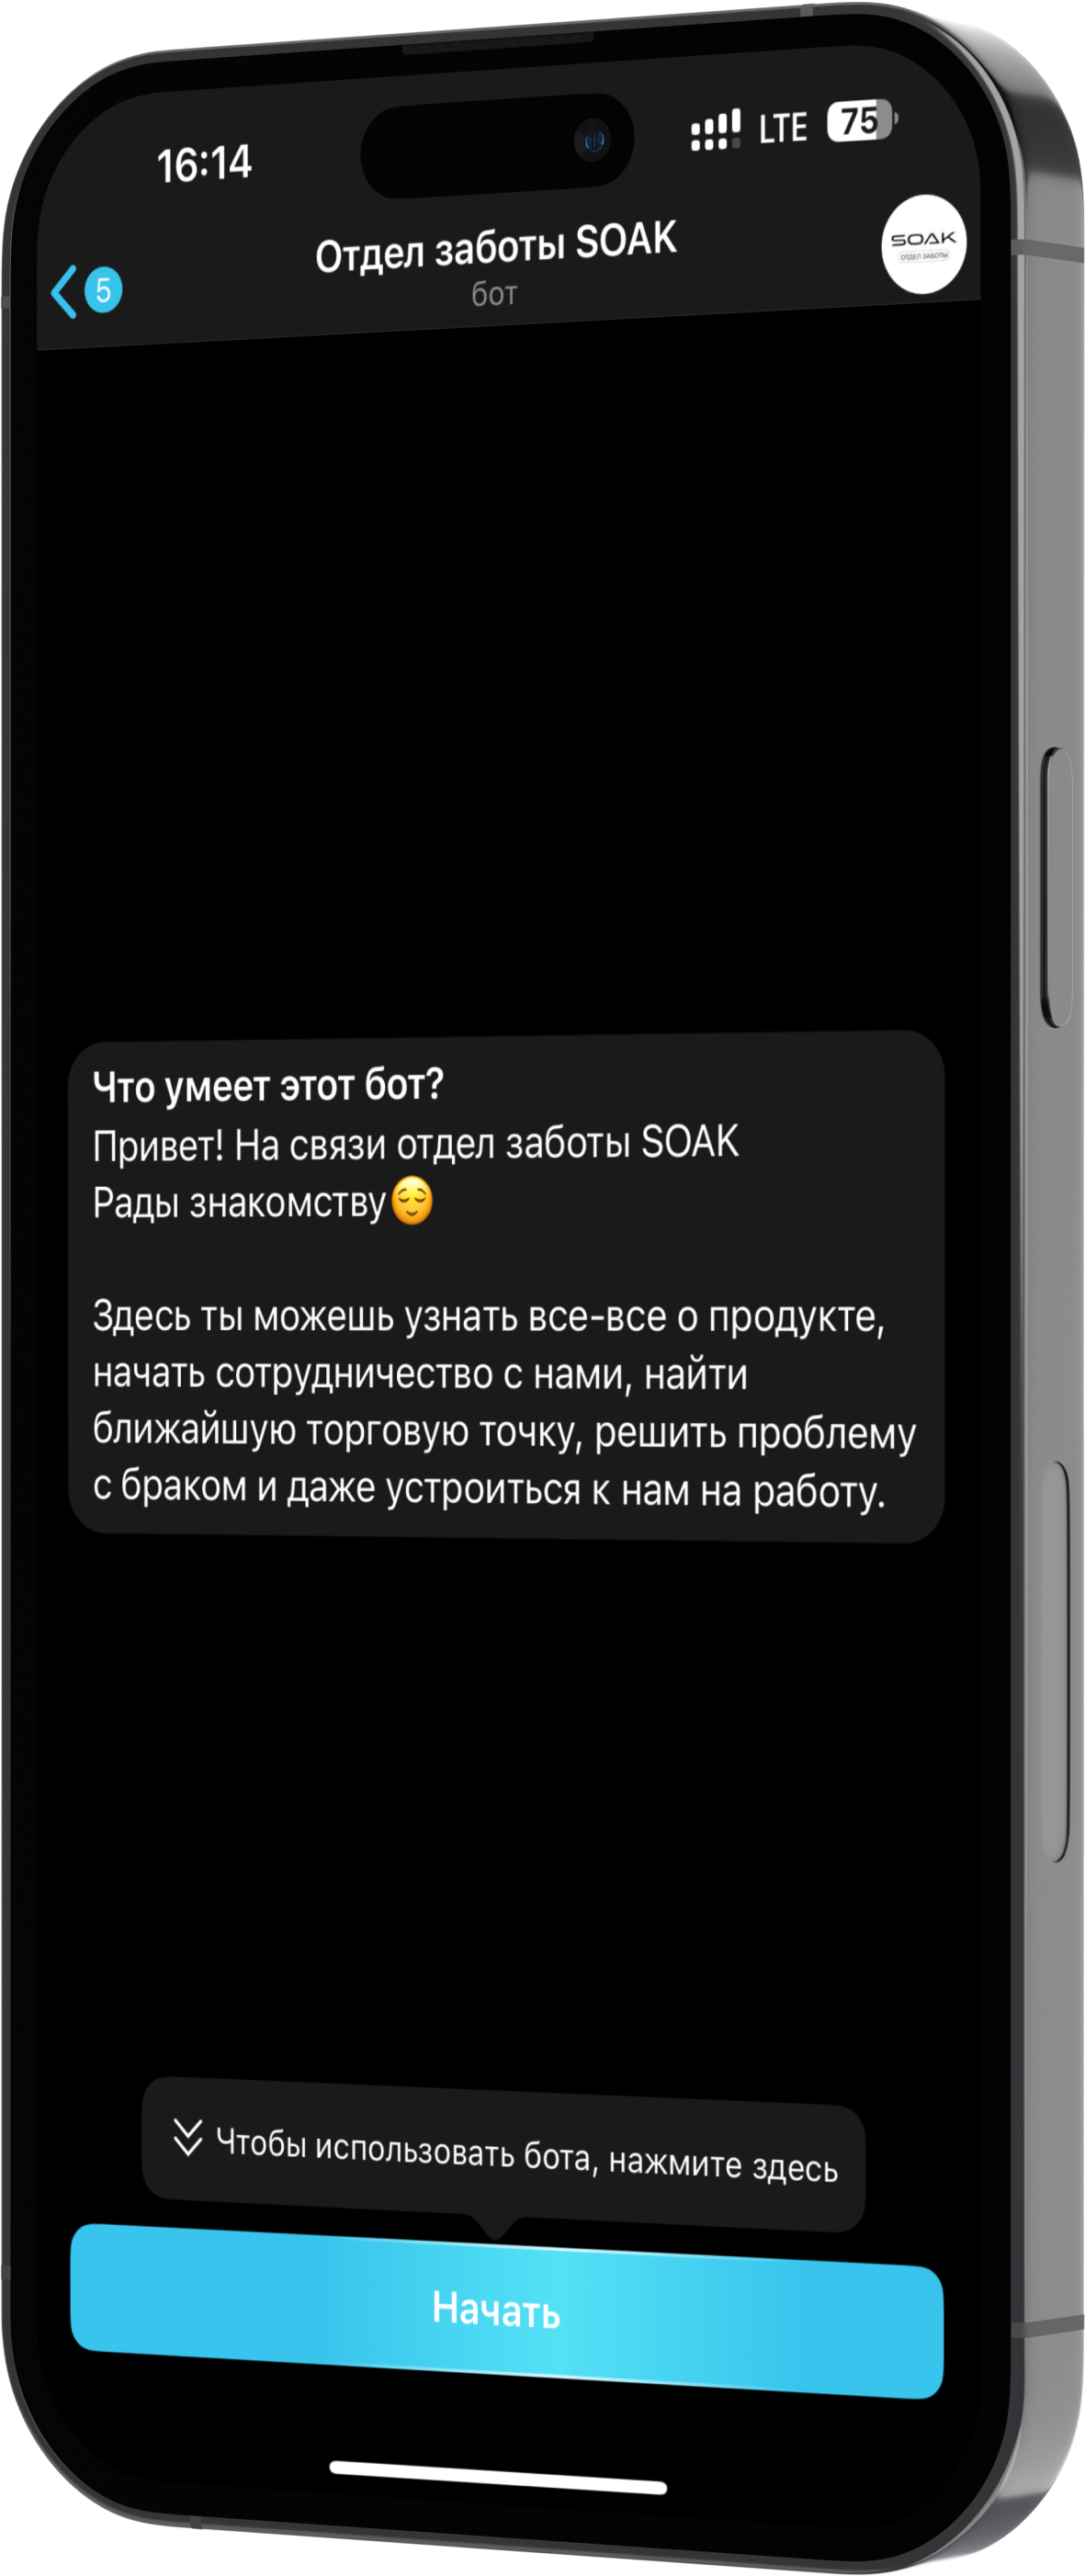 16:14
LTE
75
5
Отдел заботы SOAK
бот
SOAK
ОТДЕЛ ЗАБОТЫ
Что умеет этот бот?
Привет! На связи отдел заботы SOAK
Рады знакомству😌
Здесь ты можешь узнать все-все о продукте,
начать сотрудничество с нами, найти
ближайшую торговую точку, решить проблему
с браком и даже устроиться к нам на работу.
Чтобы использовать бота, нажмите здесь
Начать